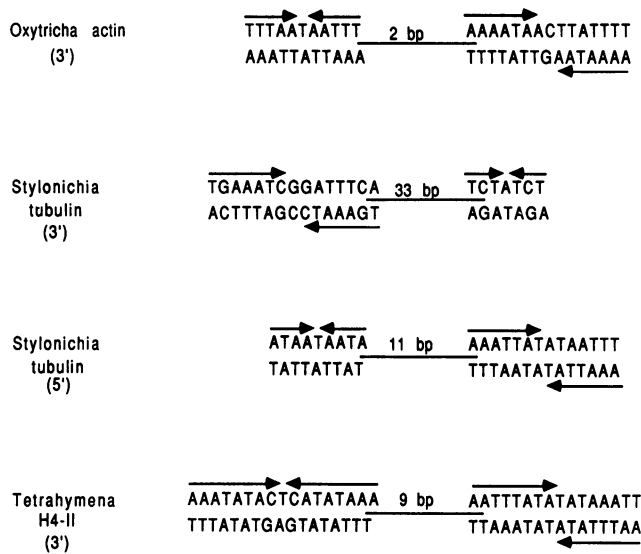 Oxytricha actin
(3')
TTTAATAATTT
AAATTATTAAA
2 bp
AAAATAACTTATTTT
TTTTATTGAATAAAA
Stylonichia
tubulin
(3')
TGAAATCGGATTTCA
ACTTTAGCCTAAAGT
33 bp
TCTATCT
AGATAGA
Stylonichia
tubulin
(5')
ATAATAATA
TATTATTAT
11 bp
AAATTATATAATTT
TTTAATATATTAAA
Tetrahymena
H4-II
(3')
AAATATACTCATATAAA
TTTATATGAGTATATTT
9 bp
AATTTATATATAAATT
TTAAATATATATTTAA